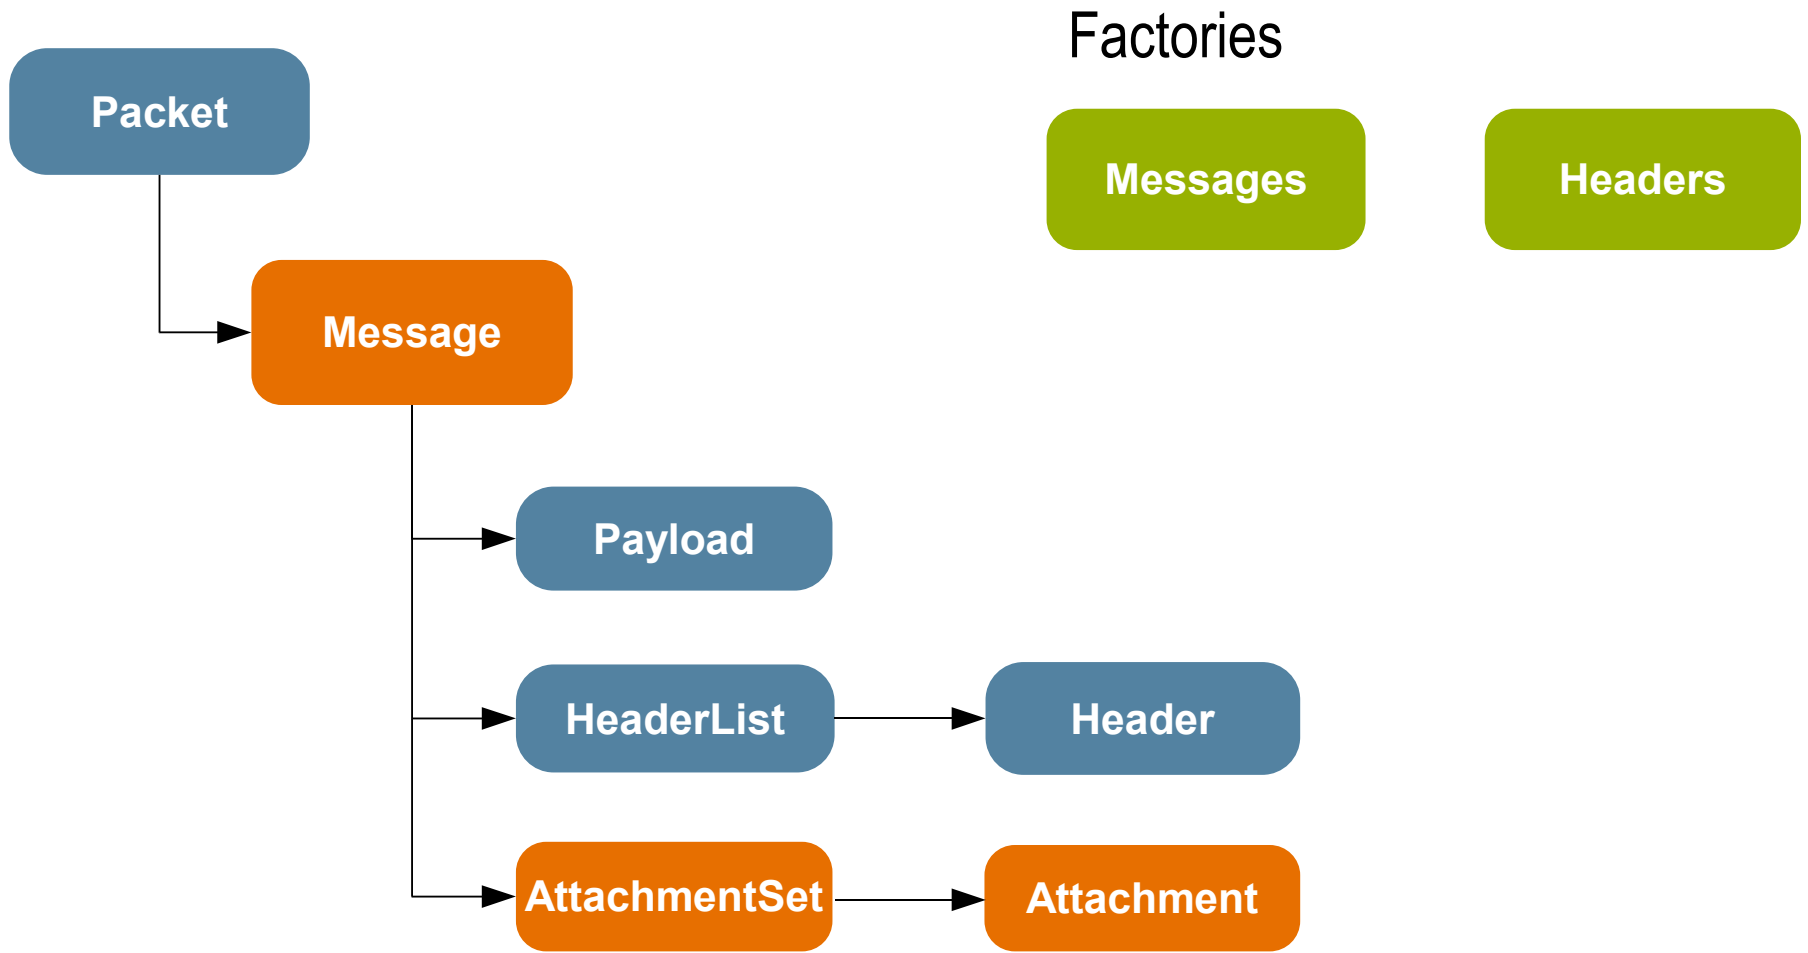 Factories
Packet
Messages
Headers
Message
Payload
HeaderList
Header
AttachmentSet
Attachment